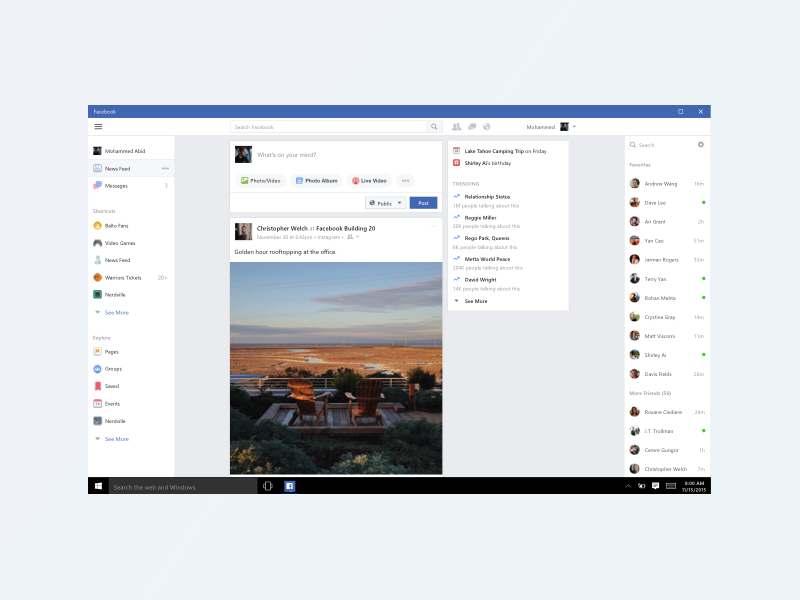 Facebook
Search Facebook
Mohammed
Mohammed Abid
News Feed
Messages 3
Shortcuts
Balto Fans
Video Games
News Feed
Warriors Tickets 20+
Nerdville
See More
Explore
Pages
Groups
Saved
Events
Nerdville
See More
What's on your mind?
Photo/Video Photo Album Live Video
Public Post
Christopher Welch at Facebook Building 20
November 30 at 6:45pm • Instagram •
Golden hour rooftopping at the office.
Lake Tahoe Camping Trip on Friday
Shirley Ai's birthday
TRENDING
Relationship Status
1M people talking about this
Reggie Miller
20K people talking about this
Rego Park, Queens
6K people talking about this
Metta World Peace
284K people talking about this
David Wright
14K people talking about this
See More
Search
Favorites
Andrew Wang 16m
Dave Lee
Ari Grant 2h
Yan Cao 51m
Jarman Rogers 33m
Terry Yan
Rohan Mehta
Crystine Gray 14m
Matt Viscomi 11m
Shirley Ai
Davis Fields 26m
More Friends (56)
Roxane Cladiere 24m
J.T. Trollman
Cemre Gungor 1h
Christopher Welch 7m
Search the web and Windows
8:00 AM
11/15/2015